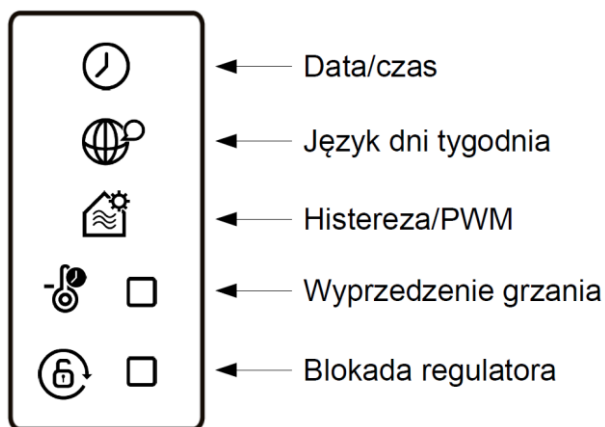 Data/czas
Język dni tygodnia
Histereza/PWM
Wyprzedzenie grzania
Blokada regulatora